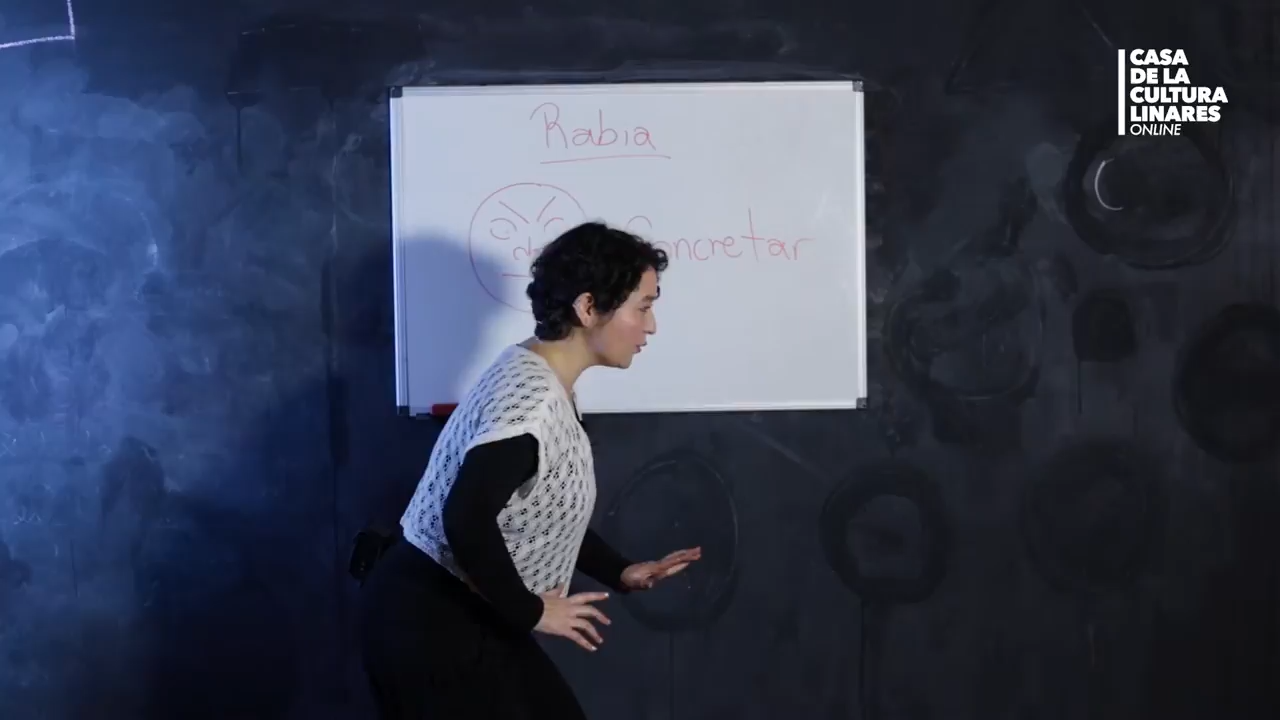 CASA
DE LA
CULTURA
LINARES
ONLINE
Rabia
Concretar